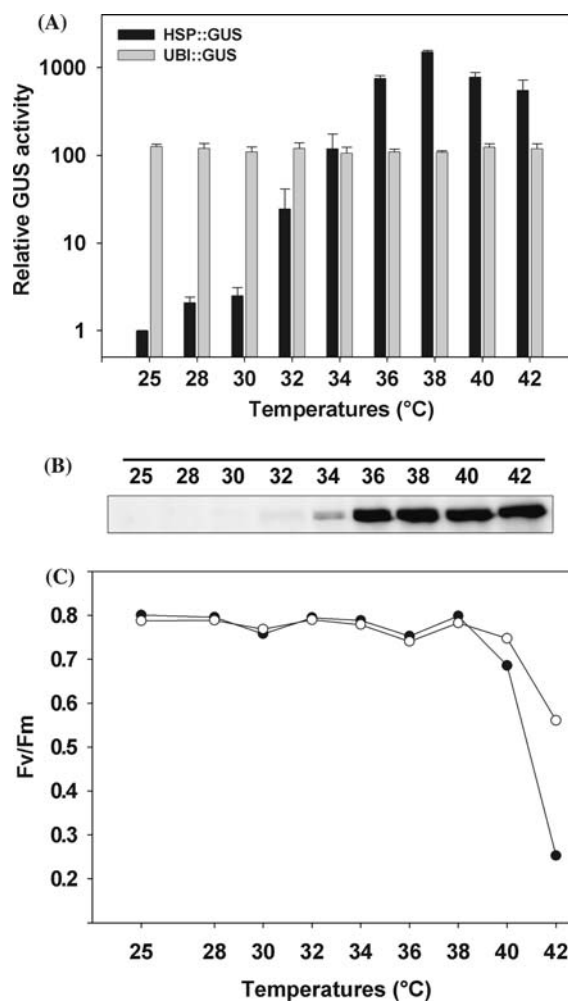 (A)
HSP::GUS
UBI::GUS
Relative GUS activity
1000
100
10
1
25 28 30 32 34 36 38 40 42
Temperatures (°C)
(B)
25 28 30 32 34 36 38 40 42
(C)
Fv/Fm
0.8
0.7
0.6
0.5
0.4
0.3
0.2
25 28 30 32 34 36 38 40 42
Temperatures (°C)